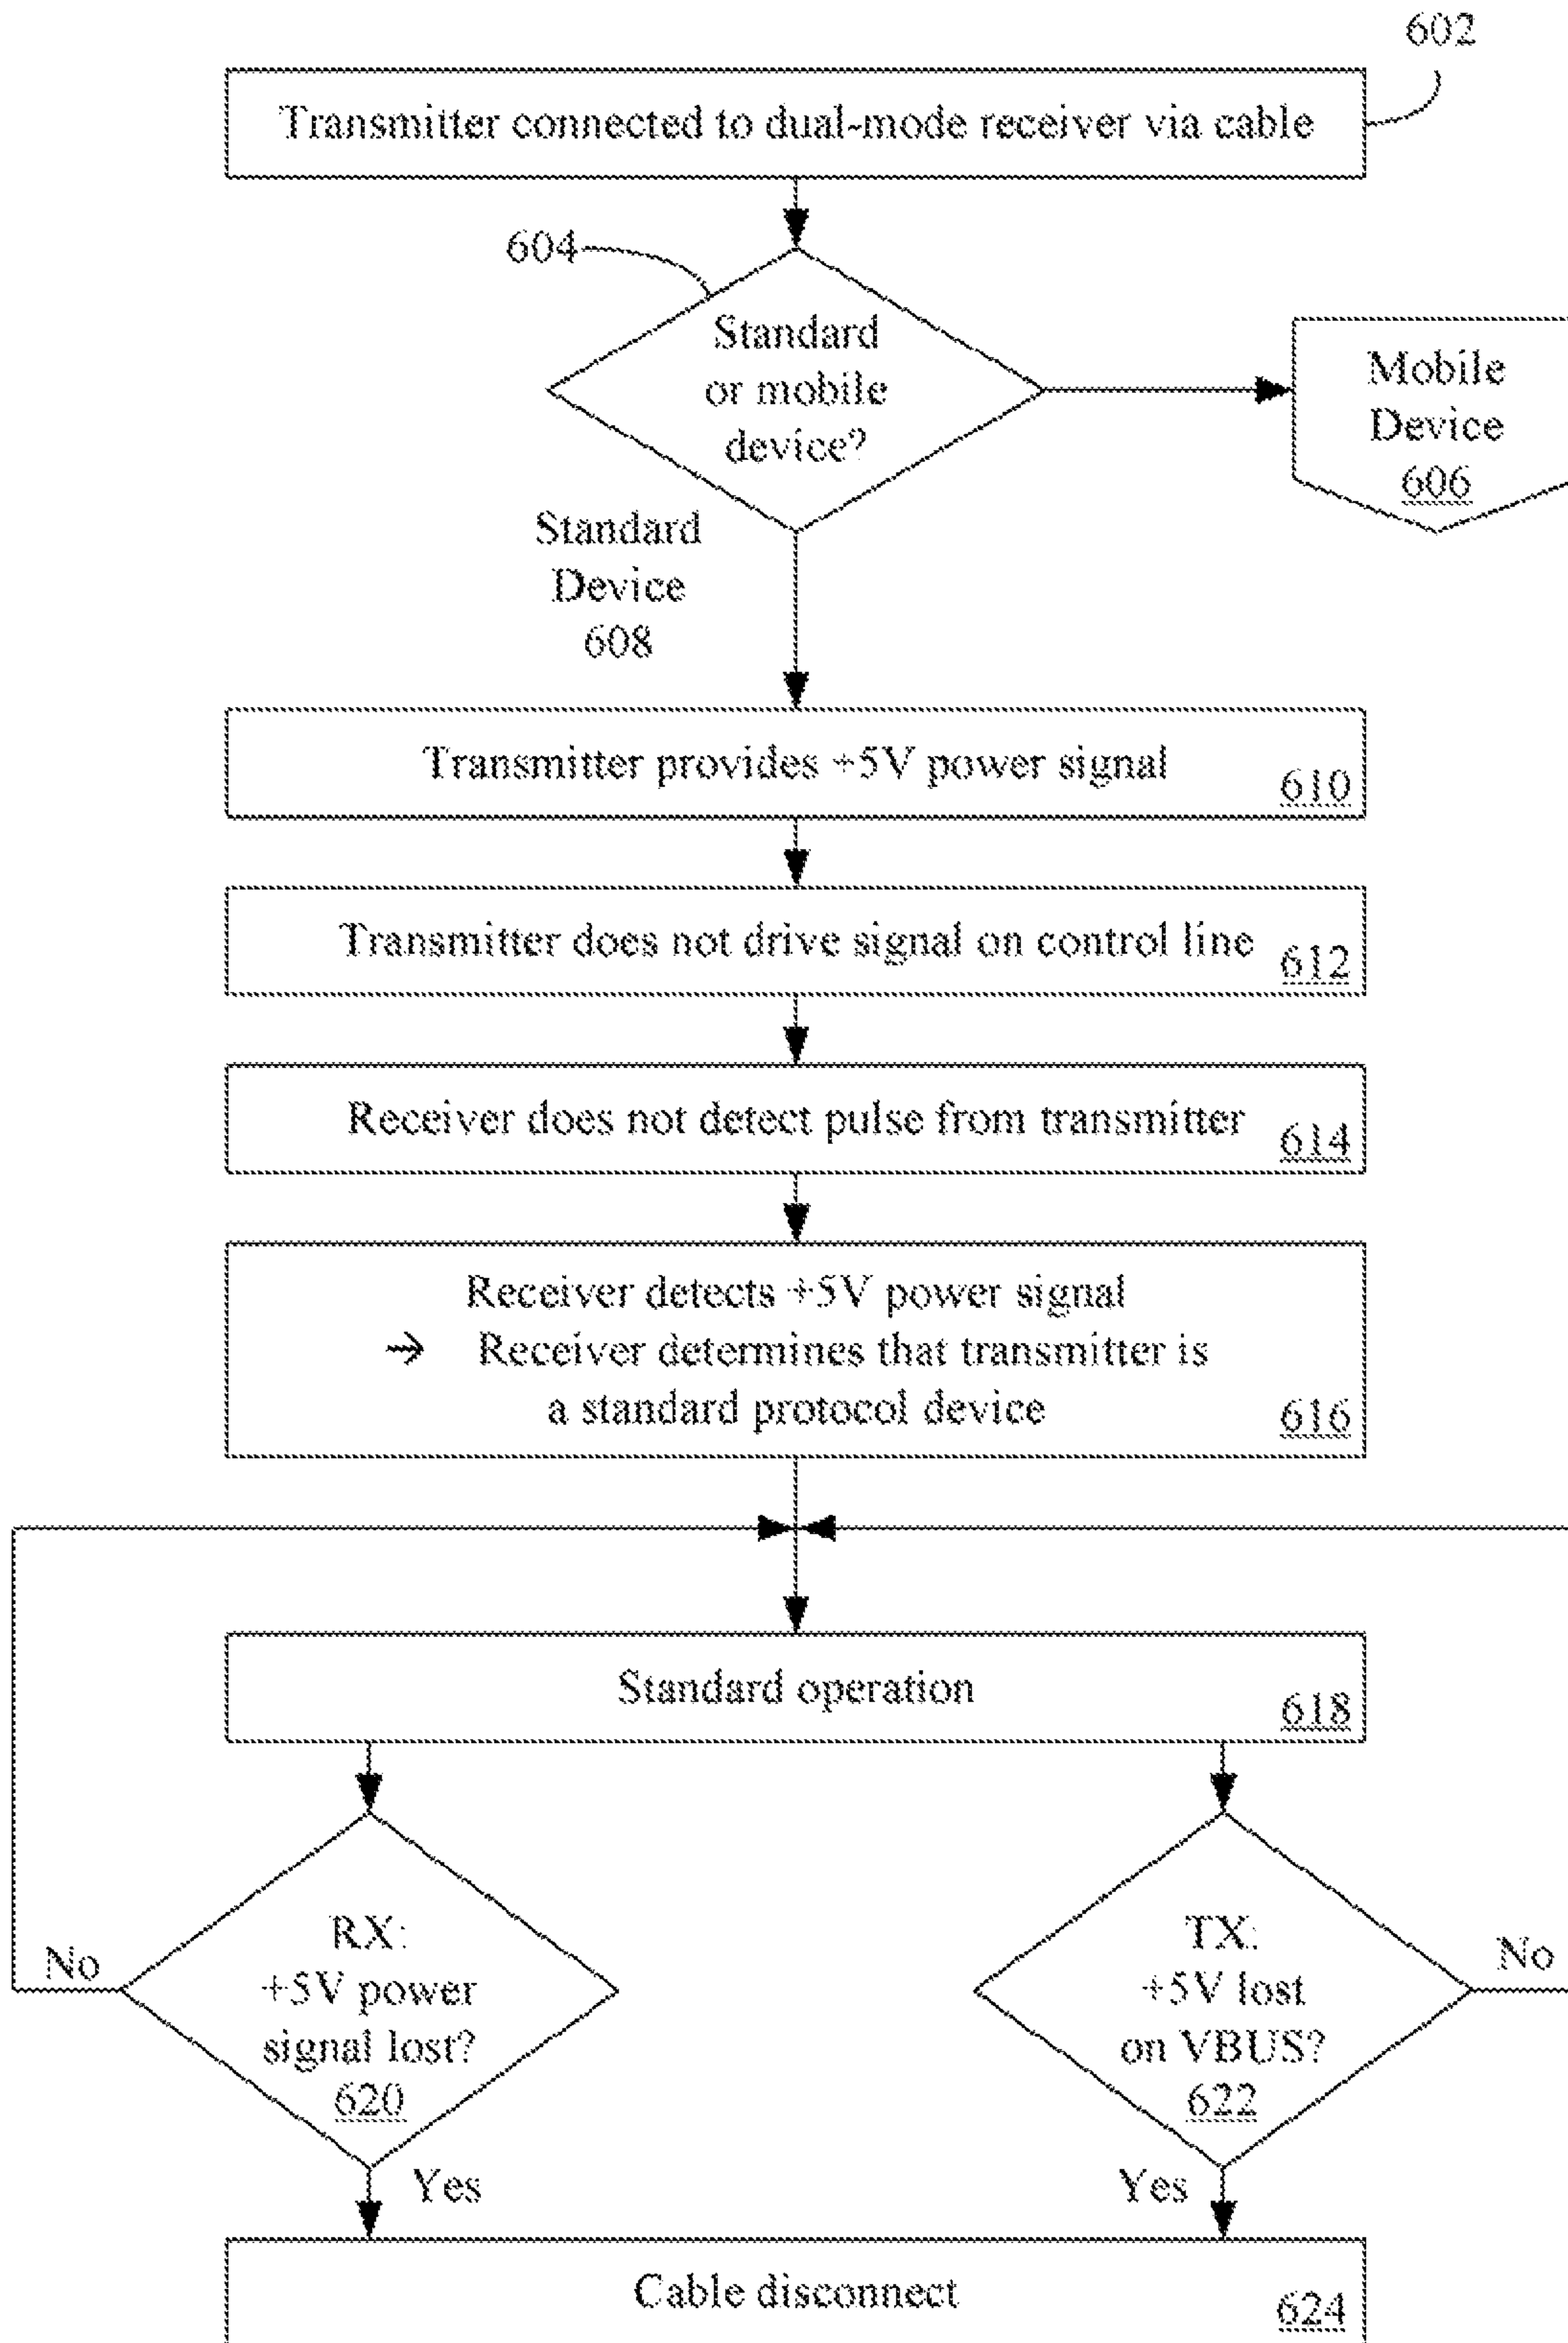 602
Transmitter connected to dual-mode receiver via cable
604
Standard
or mobile
device?
Mobile
Device
606
Standard
Device
608
Transmitter provides +5V power signal
610
Transmitter does not drive signal on control line
612
Receiver does not detect pulse from transmitter
614
Receiver detects +5V power signal
→ Receiver determines that transmitter is
a standard protocol device
616
Standard operation
618
RX:
+5V power
signal lost?
620
No
Yes
TX:
+5V lost
on VBUS?
622
No
Yes
Cable disconnect
624